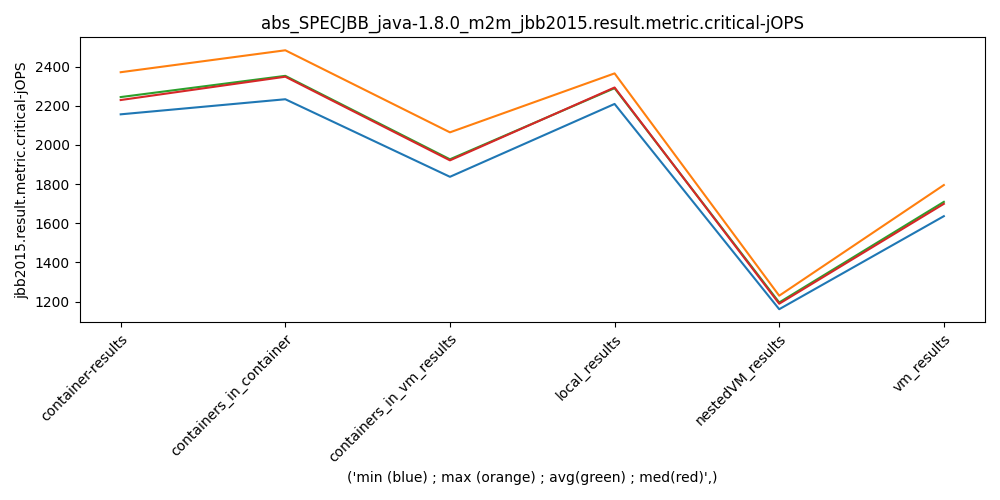 abs_SPECJBB_java-1.8.0_m2m_jbb2015.result.metric.critical-jOPS
jbb2015.result.metric.critical-jOPS
2400
2200
2000
1800
1600
1400
1200
container-results
containers_in_container
containers_in_vm_results
local_results
nestedVM_results
vm_results
('min (blue) ; max (orange) ; avg(green) ; med(red)',)